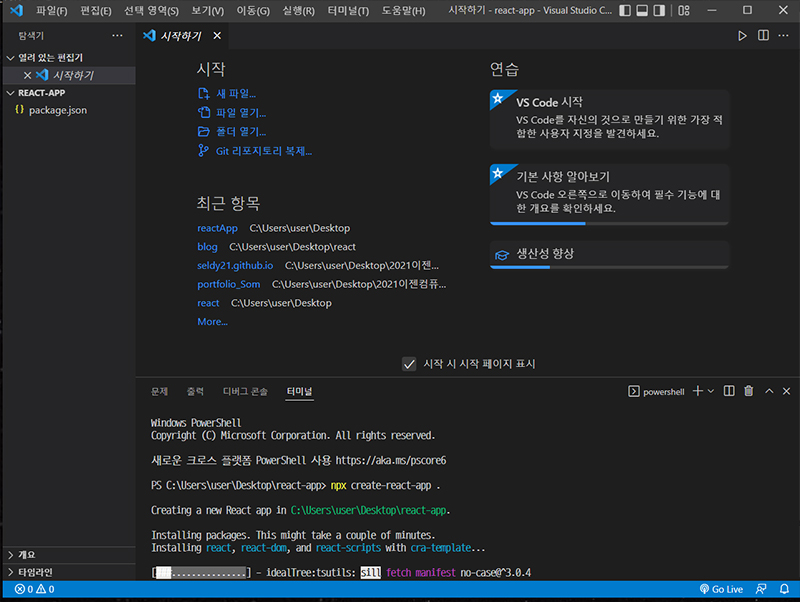 파일(F) 편집(E) 선택 영역(S) 보기(V) 이동(G) 실행(R) 터미널(T) 도움말(H) 시작하기 - react-app - Visual Studio C...
탐색기
시작하기
열려 있는 편집기
시작하기
REACT-APP
{} package.json
시작
새 파일...
파일 열기...
폴더 열기...
Git 리포지토리 복제...
최근 항목
reactApp C:\Users\user\Desktop
blog C:\Users\user\Desktop\react
seldy21.github.io C:\Users\user\Desktop\2021이젠...
portfolio_Som C:\Users\user\Desktop\2021이젠컴퓨...
react C:\Users\user\Desktop
More...
연습
VS Code 시작
VS Code를 자신의 것으로 만들기 위한 가장 적
합한 사용자 지정을 발견하세요.
기본 사항 알아보기
VS Code 오른쪽으로 이동하여 필수 기능에 대
한 개요를 확인하세요.
생산성 향상
시작 시 시작 페이지 표시
문제 출력 디버그 콘솔 터미널 powershell
Windows PowerShell
Copyright (C) Microsoft Corporation. All rights reserved.
새로운 크로스 플랫폼 PowerShell 사용 https://aka.ms/pscore6
PS C:\Users\user\Desktop\react-app> npx create-react-app .
Creating a new React app in C:\Users\user\Desktop\react-app.
Installing packages. This might take a couple of minutes.
Installing react, react-dom, and react-scripts with cra-template...
[██...............] - idealTree:tsutils: sill fetch manifest no-case@^3.0.4
개요
타임라인
0 0 Go Live